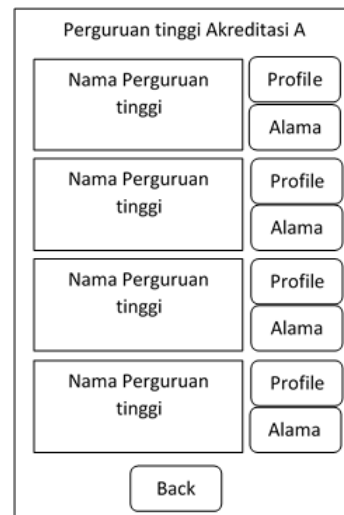 Perguruan tinggi Akreditasi A
Nama Perguruan
tinggi
Profile
Alama
Nama Perguruan
tinggi
Profile
Alama
Nama Perguruan
tinggi
Profile
Alama
Nama Perguruan
tinggi
Profile
Alama
Back